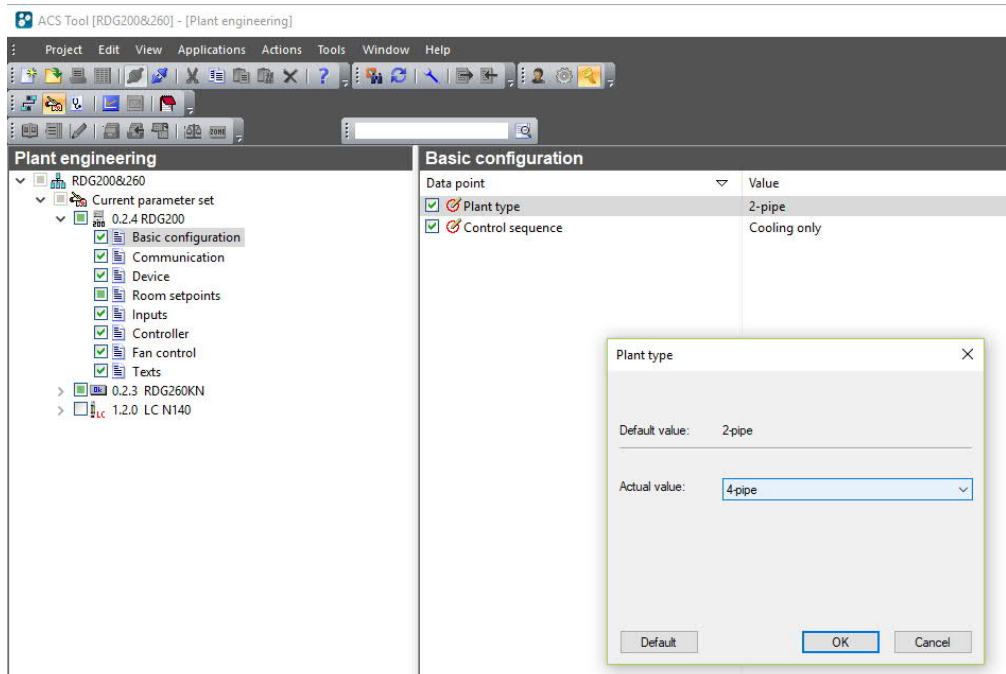 ACS Tool [RDG200&260] - [Plant engineering]
Project Edit View Applications Actions Tools Window Help
Plant engineering
Basic configuration
RDG200&260
Current parameter set
0.2.4 RDG200
Basic configuration
Communication
Device
Room setpoints
Inputs
Controller
Fan control
Texts
0.2.3 RDG260KN
LC 1.2.0 LC N140
Data point Value
Plant type 2-pipe
Control sequence Cooling only
Plant type
Default value: 2-pipe
Actual value: 4-pipe
Default OK Cancel